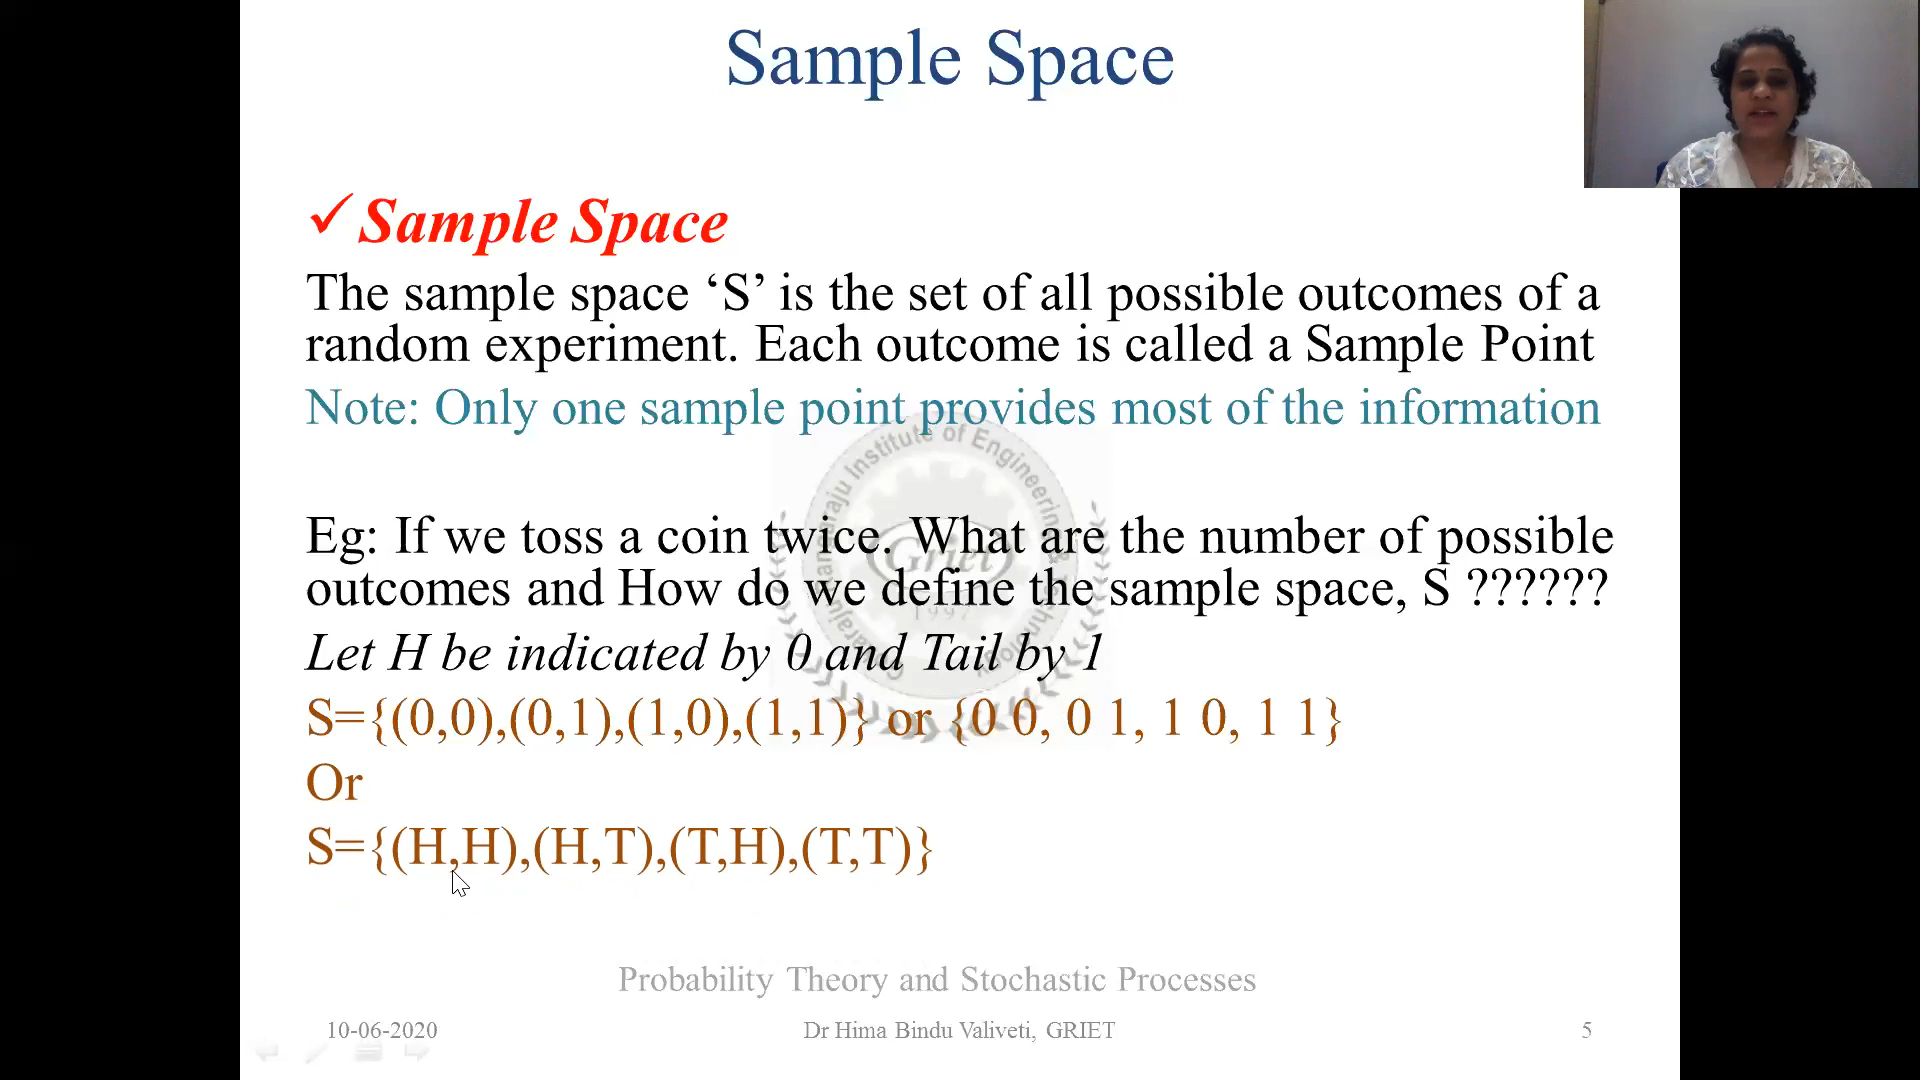 Sample Space
✓ Sample Space
The sample space ‘S’ is the set of all possible outcomes of a
random experiment. Each outcome is called a Sample Point
Note: Only one sample point provides most of the information
Eg: If we toss a coin twice. What are the number of possible
outcomes and How do we define the sample space, S ??????
Let H be indicated by 0 and Tail by 1
S={(0,0),(0,1),(1,0),(1,1)} or {0 0, 0 1, 1 0, 1 1}
Or
S={(H,H),(H,T),(T,H),(T,T)}
Institute of Engineering &
Griet
1997
Probability Theory and Stochastic Processes
10-06-2020
Dr Hima Bindu Valiveti, GRIET
5